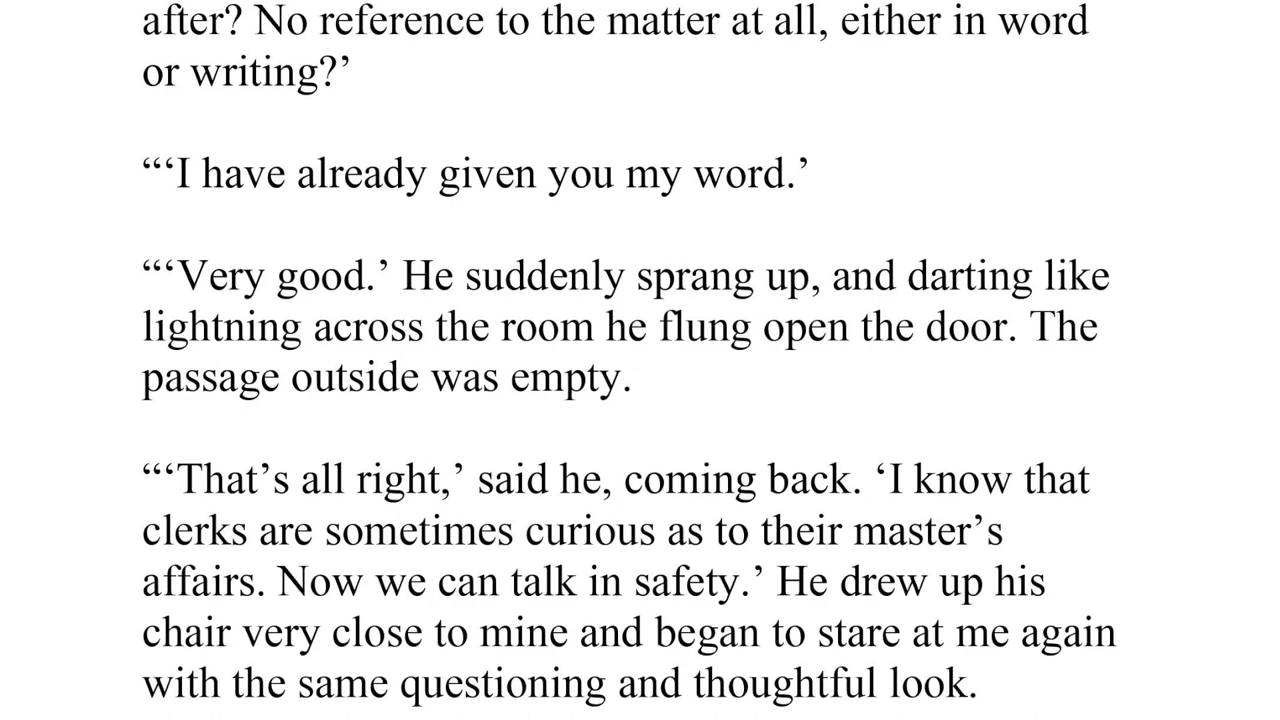 after? No reference to the matter at all, either in word
or writing?’
“‘I have already given you my word.’
“‘Very good.’ He suddenly sprang up, and darting like
lightning across the room he flung open the door. The
passage outside was empty.
“‘That’s all right,’ said he, coming back. ‘I know that
clerks are sometimes curious as to their master’s
affairs. Now we can talk in safety.’ He drew up his
chair very close to mine and began to stare at me again
with the same questioning and thoughtful look.